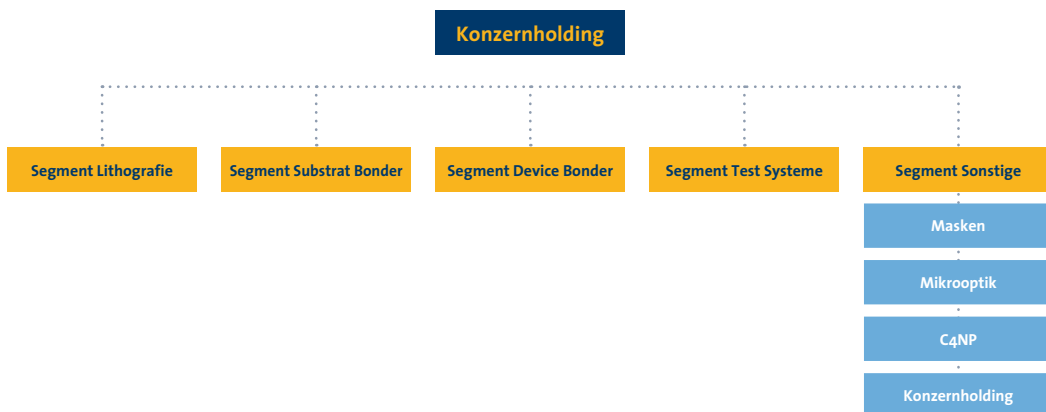 Konzernholding
Segment Lithografie
Segment Substrat Bonder
Segment Device Bonder
Segment Test Systeme
Segment Sonstige
Masken
Mikrooptik
C4NP
Konzernholding